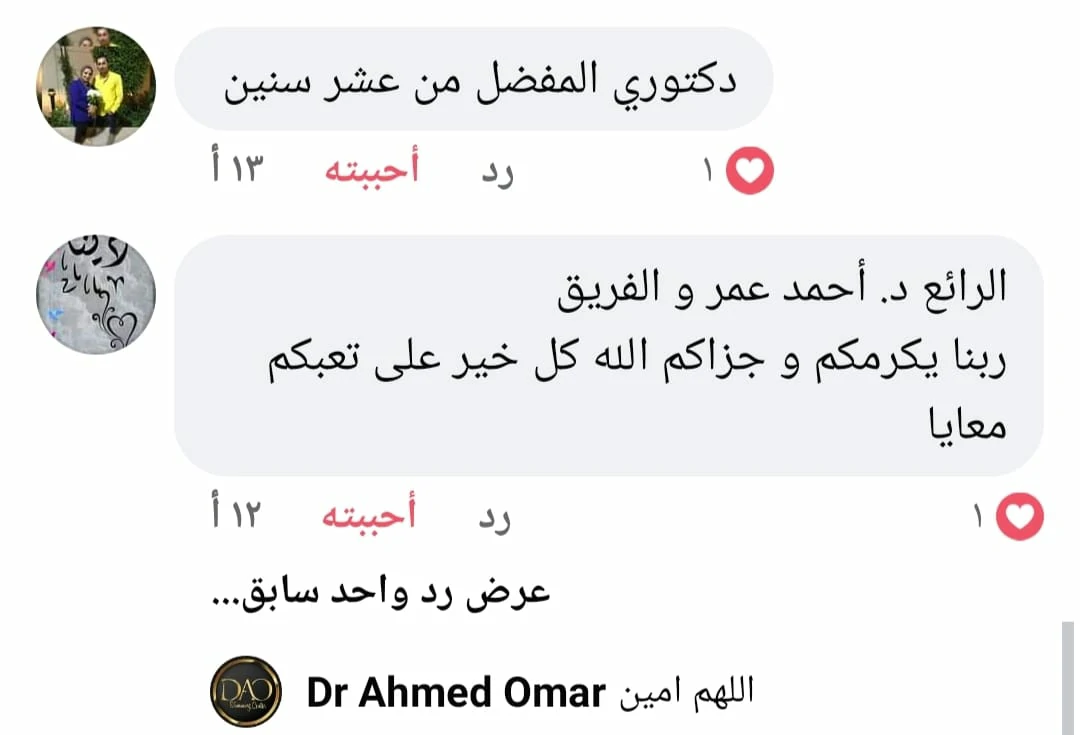 دكتوري المفضل من عشر سنين
١ رد أحببته ١٣ أ
الرائع د. أحمد عمر و الفريق
ربنا يكرمكم و جزاكم الله كل خير على تعبكم
معايا
١ رد أحببته ١٢ أ
عرض رد واحد سابق...
DAO
Dr Ahmed Omar اللهم امين